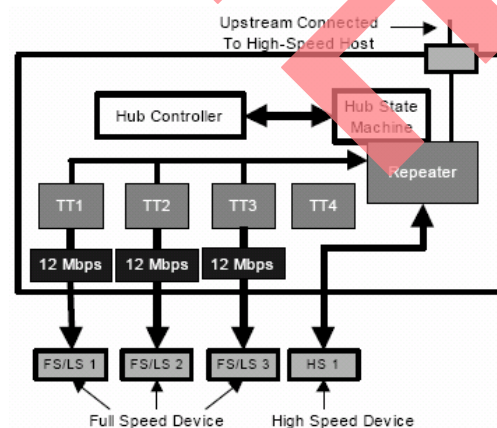 Upstream Connected
To High-Speed Host
Hub Controller
Hub State
Machine
Repeater
TT1
TT2
TT3
TT4
12 Mbps
12 Mbps
12 Mbps
FS/LS 1
FS/LS 2
FS/LS 3
HS 1
Full Speed Device
High Speed Device